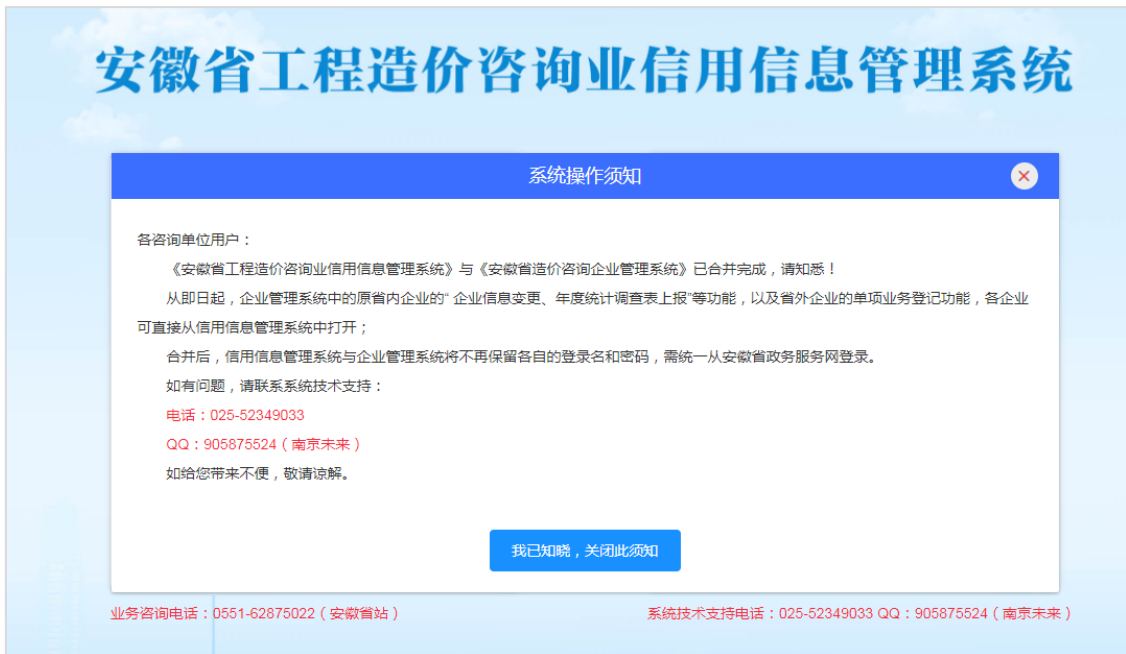 安徽省工程造价咨询业信用信息管理系统
系统操作须知
各咨询单位用户：
《安徽省工程造价咨询业信用信息管理系统》与《安徽省造价咨询企业管理系统》已合并完成，请知悉！
从即日起，企业管理系统中的原省内企业的“ 企业信息变更、年度统计调查表上报”等功能，以及省外企业的单项业务登记功能，各企业
可直接从信用信息管理系统中打开；
合并后，信用信息管理系统与企业管理系统将不再保留各自的登录名和密码，需统一从安徽省政务服务网登录。
如有问题，请联系系统技术支持：
电话：025-52349033
QQ：905875524（南京未来）
如给您带来不便，敬请谅解。
我已知晓，关闭此须知
业务咨询电话：0551-62875022（安徽省站） 系统技术支持电话：025-52349033 QQ：905875524（南京未来）